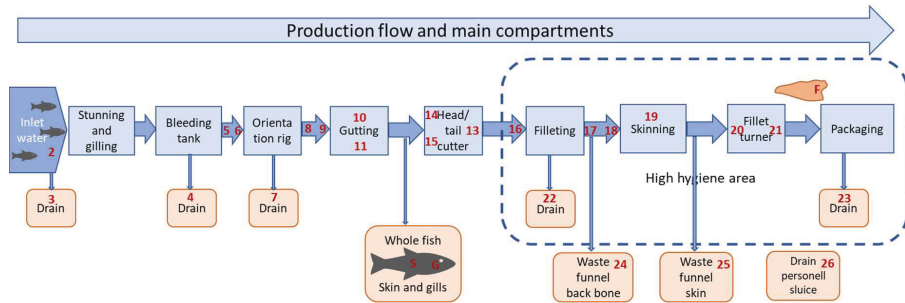 Production flow and main compartments
Inlet
water
2
Stunning and
gilling
Bleeding
tank
5 6
Orienta
tion rig
8 9
10
Gutting
11
14
Head/
tail 13
15
cutter
16
Filleting
17 18
19
Skinning
Fillet
20 turner 21
F
Packaging
High hygiene area
3
Drain
4
Drain
7
Drain
22
Drain
23
Drain
Whole fish
S G
Skin and gills
Waste 24
funnel
back bone
Waste 25
funnel
skin
Drain 26
personell
sluice